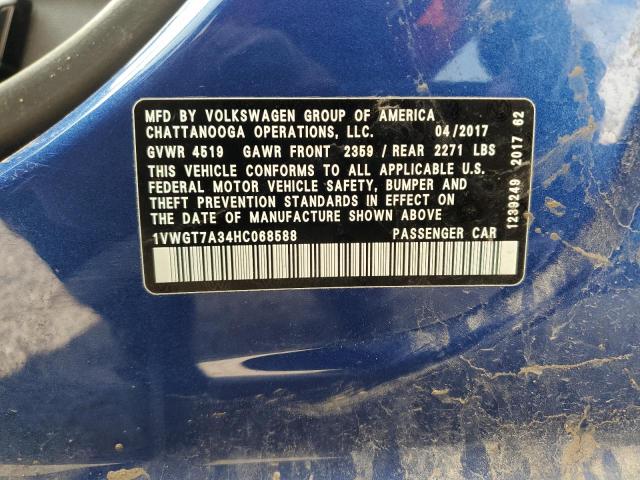 MFD BY VOLKSWAGEN GROUP OF AMERICA
CHATTANOOGA OPERATIONS, LLC. 04/2017
GVWR 4519 GAWR FRONT 2359 / REAR 2271 LBS
THIS VEHICLE CONFORMS TO ALL APPLICABLE U.S.
FEDERAL MOTOR VEHICLE SAFETY, BUMPER AND
THEFT PREVENTION STANDARDS IN EFFECT ON
THE DATE OF MANUFACTURE SHOWN ABOVE
1VWGT7A34HC068588 PASSENGER CAR
1239249 2017 62